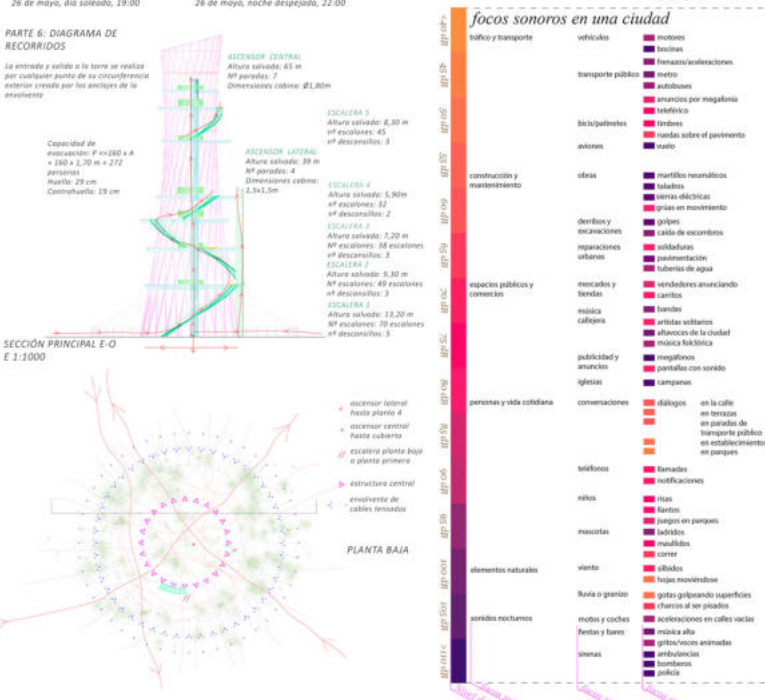 26 de mayo, día soleado, 19:00
26 de mayo, noche despejada, 22:00
PARTE 6: DIAGRAMA DE
RECORRIDOS
La entrada y salida a la torre se realiza
por cualquier punto de su circunferencia
exterior creada por los anclajes de la
envolvente
Capacidad de
evacuación: P <=160 x A
= 160 x 1,70 m = 272
personas
Huella: 29 cm
Contrahuella: 19 cm
ASCENSOR CENTRAL
Altura salvada: 65 m
Nº paradas: 7
Dimensiones cabina: Ø1,80m
ASCENSOR LATERAL
Altura salvada: 39 m
Nº paradas: 4
Dimensiones cabina:
1,5x1,5m
ESCALERA 5
Altura salvada: 8,30 m
nº escalones: 45
nº descansillos: 3
ESCALERA 4
Altura salvada: 5,90m
nº escalones: 32
nº descansillos: 2
ESCALERA 3
Altura salvada: 7,20 m
Nº escalones: 38 escalones
nº descansillos: 3
ESCALERA 2
Altura salvada: 9,30 m
Nº escalones: 49 escalones
nº descansillos: 3
ESCALERA 1
Altura salvada: 13,20 m
Nº escalones: 70 escalones
nº descansillos: 5
SECCIÓN PRINCIPAL E-O
E 1:1000
ascensor lateral
hasta planta 4
ascensor central
hasta cubierta
escalera planta baja
a planta primera
estructura central
envolvente de
cables tensados
PLANTA BAJA
focos sonoros en una ciudad
<40 dB
45 dB
50 dB
55 dB
60 dB
65 dB
70 dB
75 dB
80 dB
85 dB
90 dB
95 dB
100 dB
105 dB
>110 dB
tráfico y transporte
vehículos
motores
bocinas
frenazos/aceleraciones
transporte público
metro
autobuses
anuncios por megafonía
teleférico
bicis/patinetes
timbres
ruedas sobre el pavimento
aviones
vuelo
construcción y
mantenimiento
obras
martillos neumáticos
taladros
sierras eléctricas
grúas en movimiento
derribos y
excavaciones
golpes
caída de escombros
reparaciones
urbanas
soldaduras
pavimentación
tuberías de agua
espacios públicos y
comercios
mercados y
tiendas
vendedores anunciando
carritos
música
callejera
bandas
artistas solitarios
altavoces de la ciudad
música folclórica
publicidad y
anuncios
megáfonos
pantallas con sonido
iglesias
campanas
personas y vida cotidiana
conversaciones
diálogos
en la calle
en terrazas
en paradas de
transporte público
en establecimientos
en parques
teléfonos
llamadas
notificaciones
niños
risas
llantos
juegos en parques
mascotas
ladridos
maullidos
correr
elementos naturales
viento
silbidos
hojas moviéndose
lluvia o granizo
gotas golpeando superficies
charcos al ser pisados
sonidos nocturnos
motos y coches
aceleraciones en calles vacías
fiestas y bares
música alta
gritos/voces animadas
sirenas
ambulancias
bomberos
policía